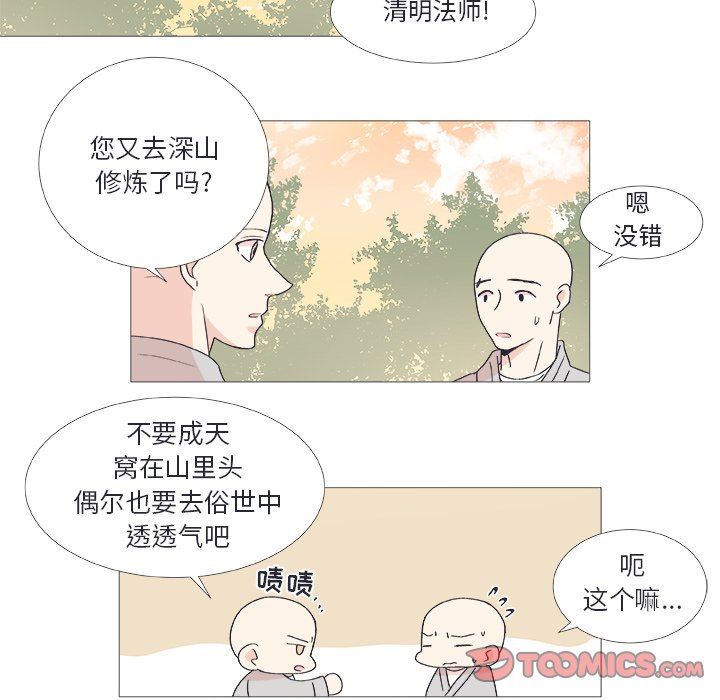 清明法师!
您又去深山
修炼了吗?
嗯
没错
不要成天
窝在山里头
偶尔也要去俗世中
透透气吧
啧啧...
呃
这个嘛...
TOOMICS.COM